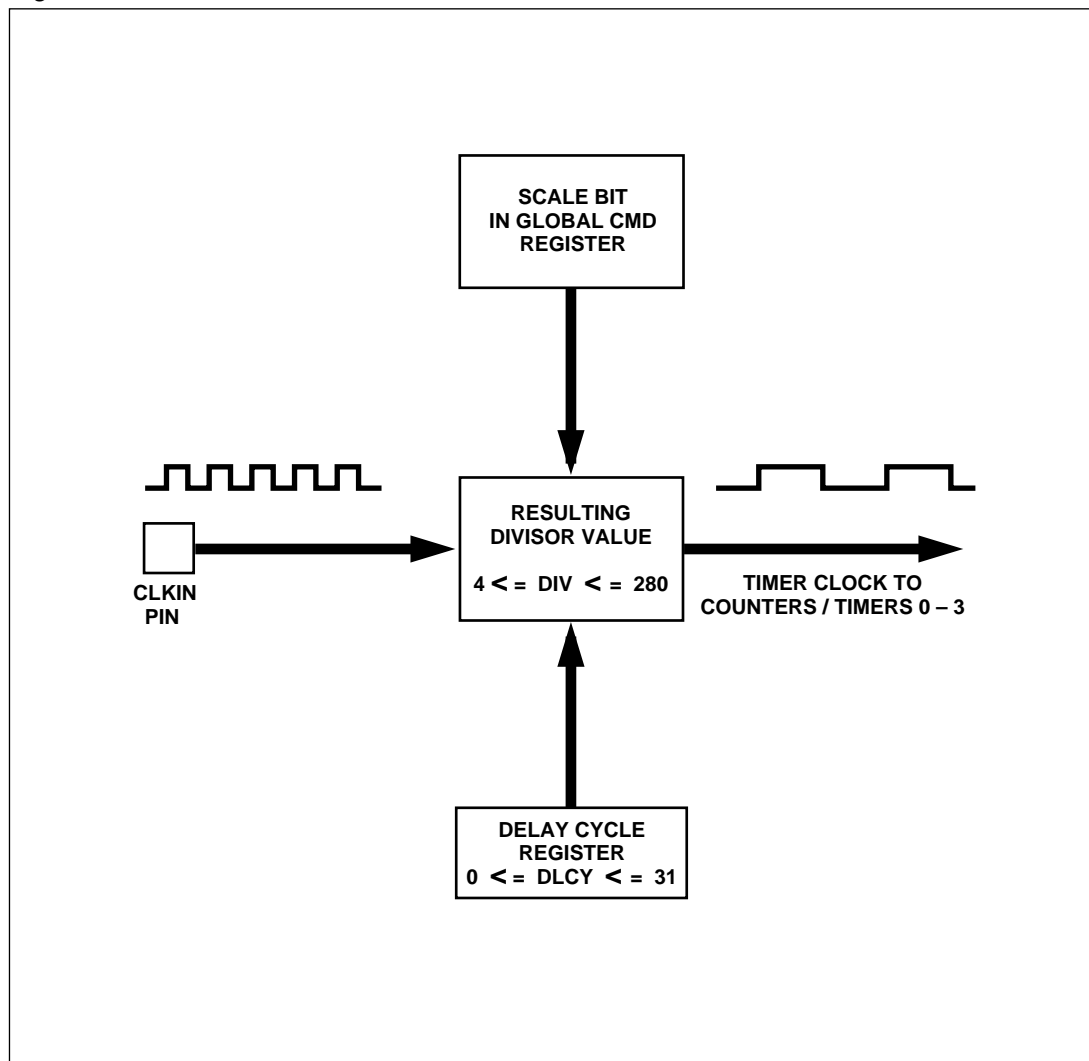 SCALE BIT
IN GLOBAL CMD
REGISTER
RESULTING
DIVISOR VALUE
4 < = DIV < = 280
CLKIN
PIN
TIMER CLOCK TO
COUNTERS / TIMERS 0 – 3
DELAY CYCLE
REGISTER
0 < = DLCY < = 31